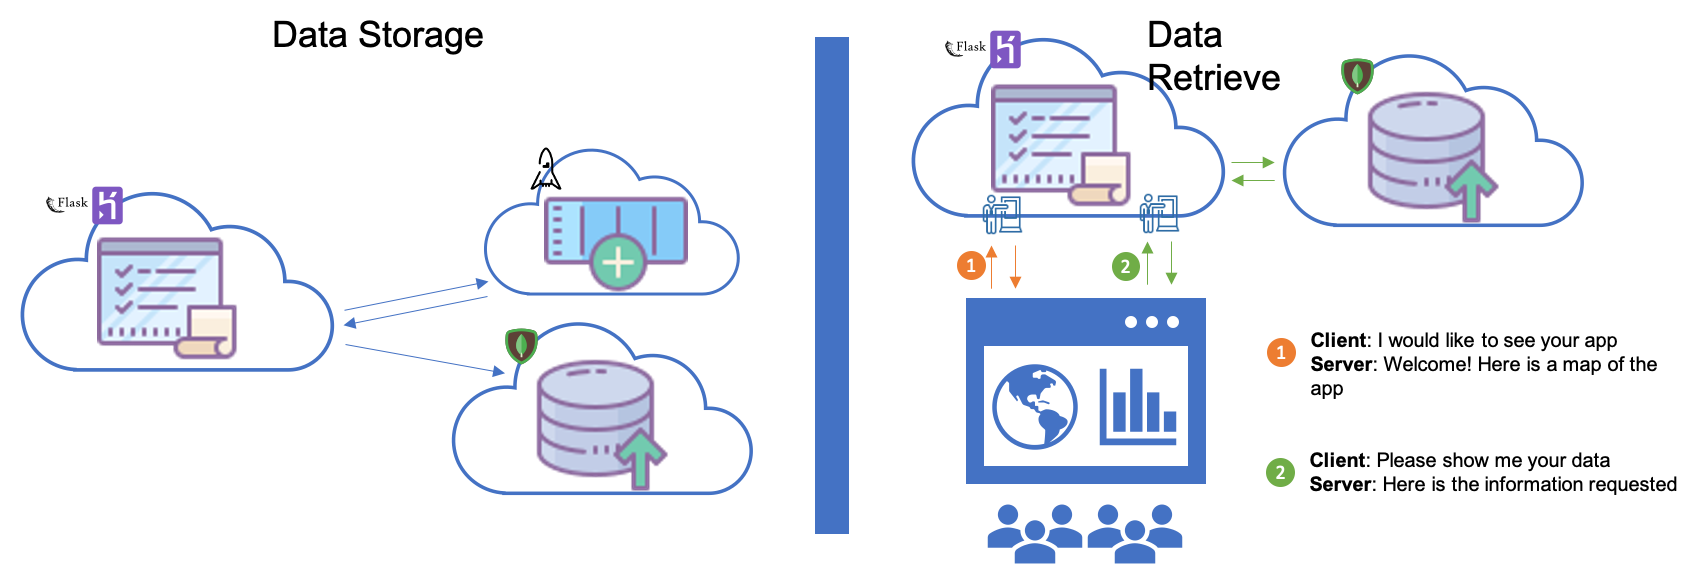 Data Storage
Flask
Flask
Data
Retrieve
1
2
1
Client: I would like to see your app
Server: Welcome! Here is a map of the
app
2
Client: Please show me your data
Server: Here is the information requested